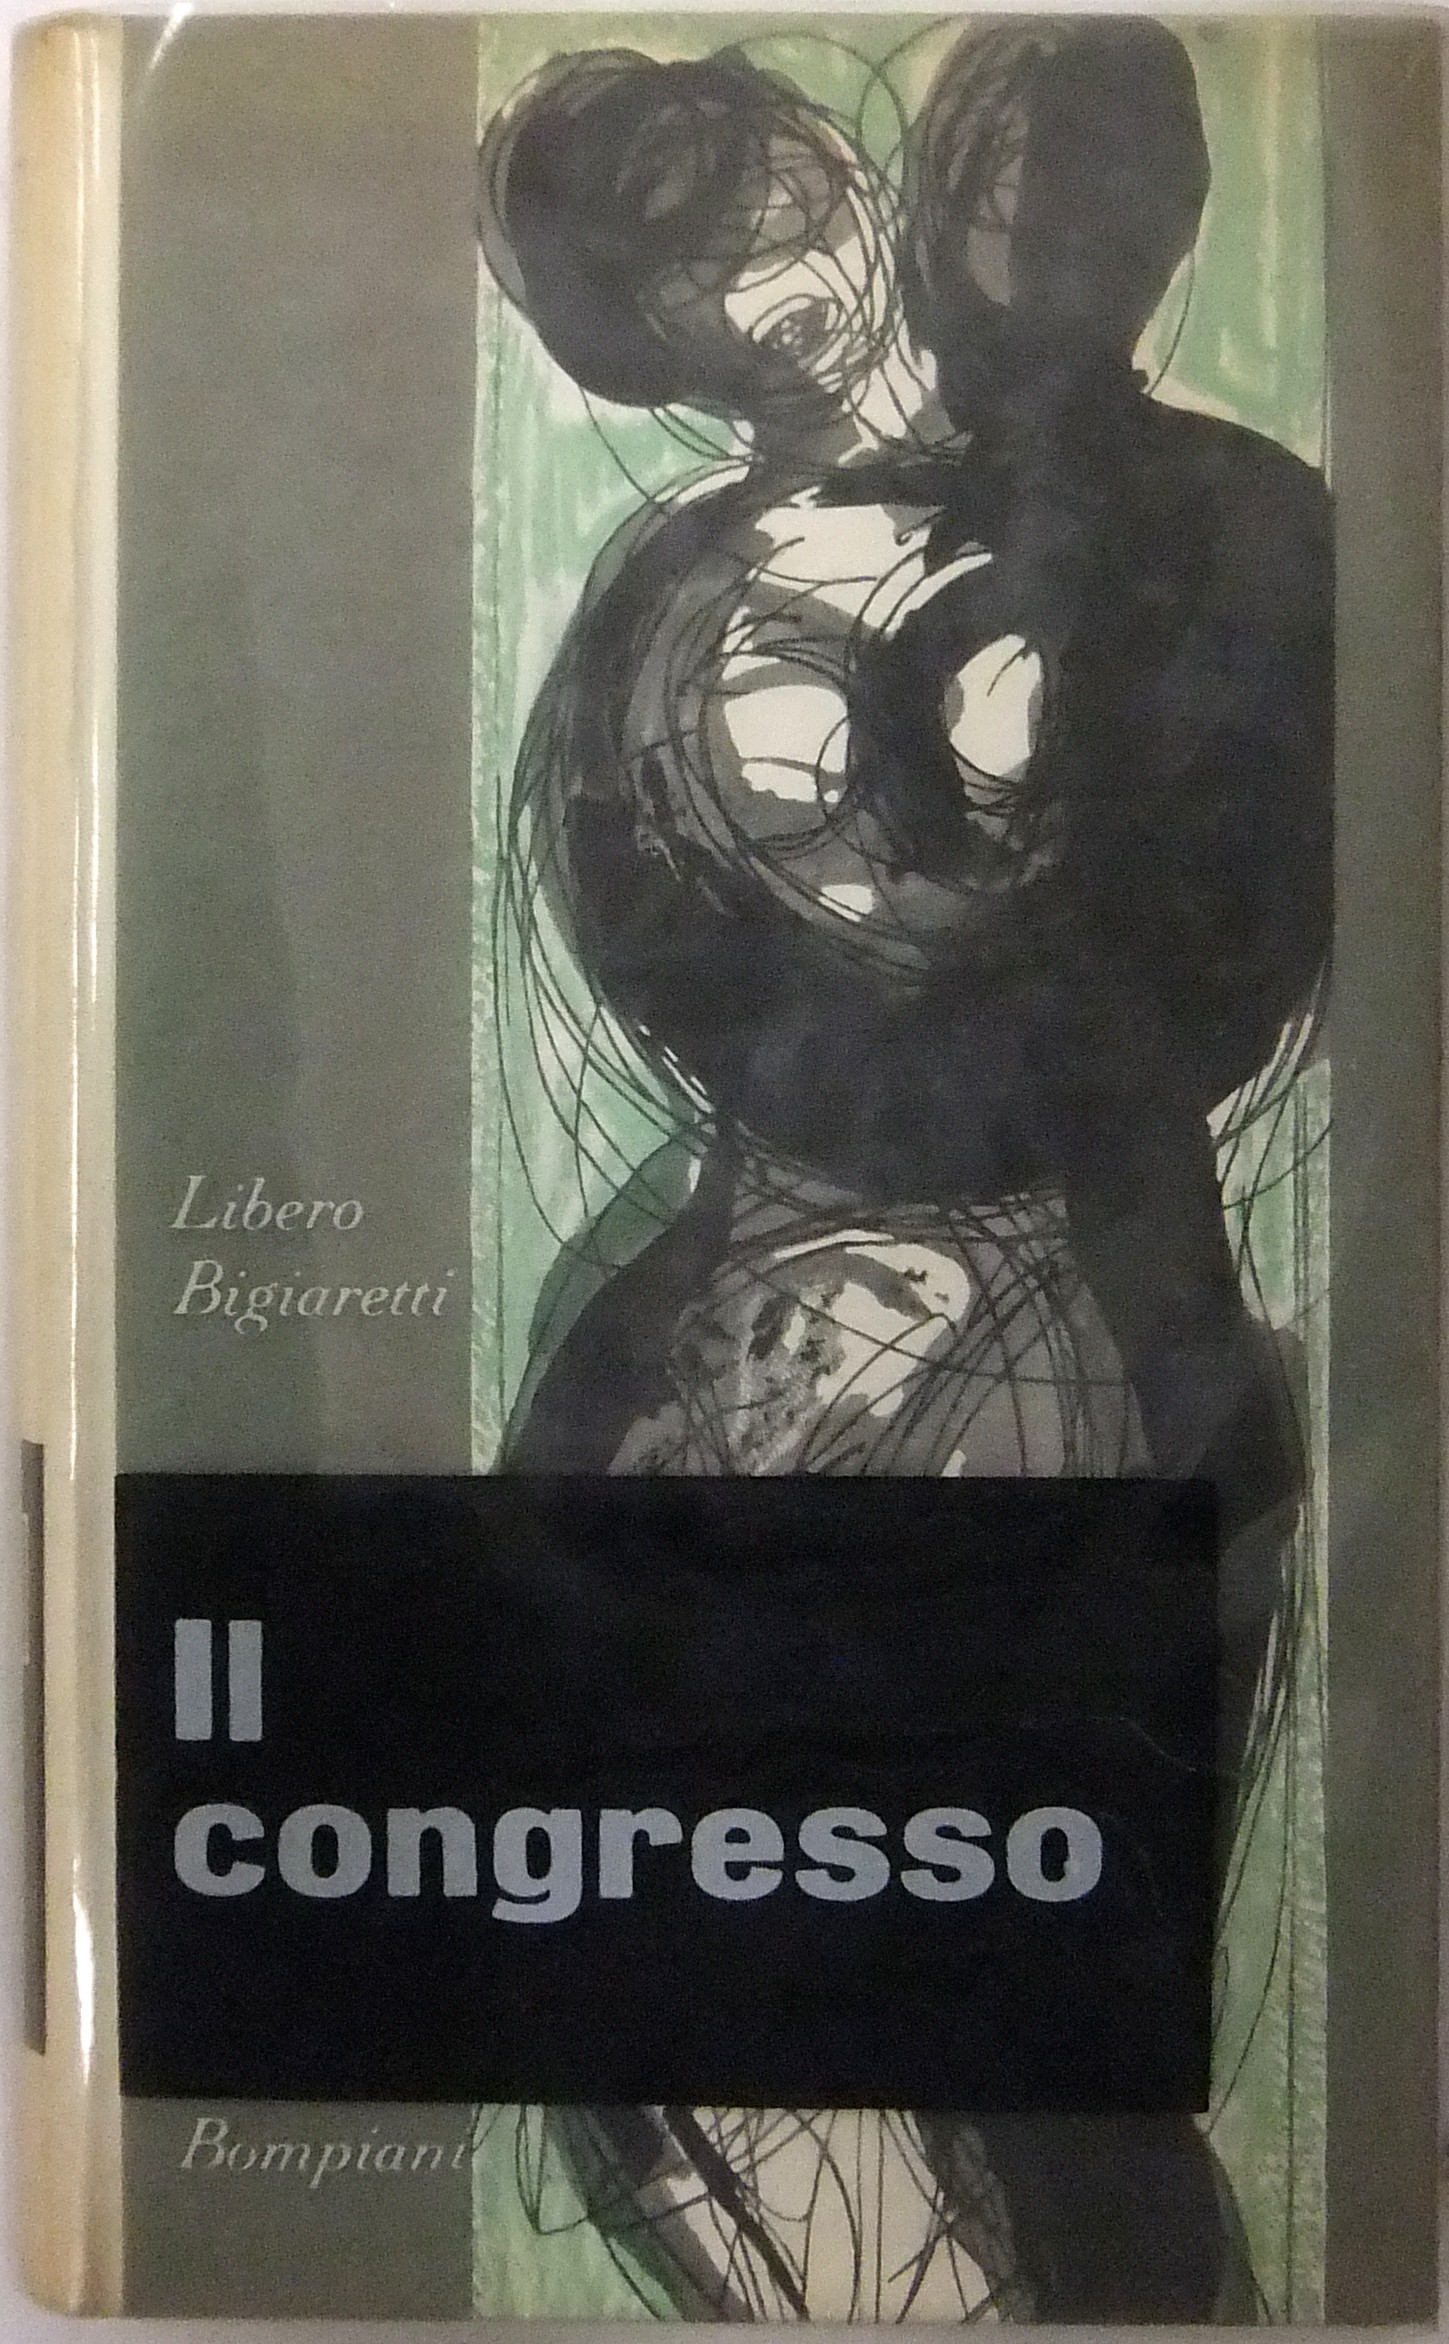 Libero
Bigiaretti
Il
congresso
Bompiani